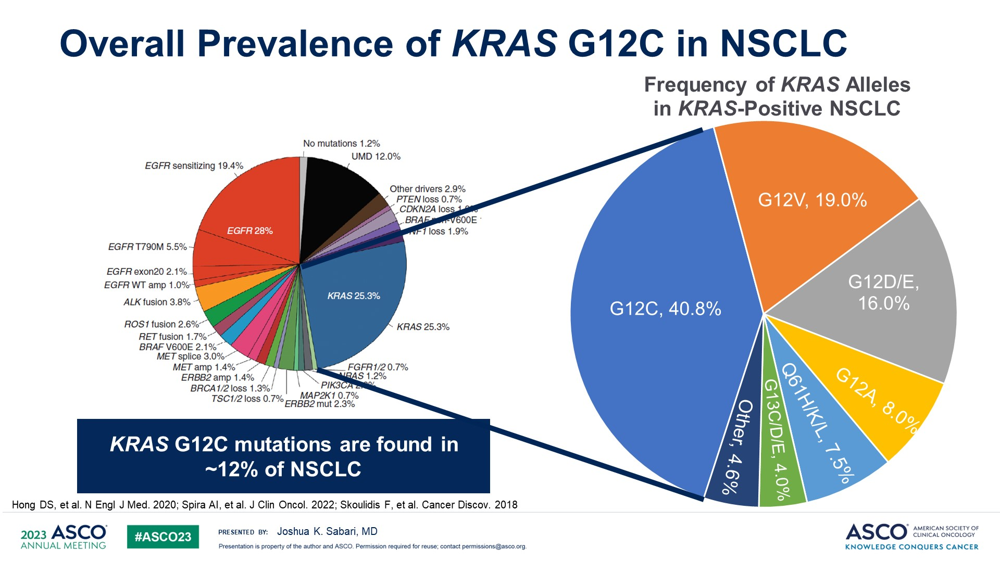 Overall Prevalence of KRAS G12C in NSCLC
Frequency of KRAS Alleles
in KRAS-Positive NSCLC
No mutations 1.2%
UMD 12.0%
EGFR sensitizing 19.4%
Other drivers 2.9%
PTEN loss 0.7%
CDKN2A loss
BRAF non-V600E
NF1 loss 1.9%
EGFR 28%
EGFR T790M 5.5%
EGFR exon20 2.1%
EGFR WT amp 1.0%
ALK fusion 3.8%
ROS1 fusion 2.6%
RET fusion 1.7%
BRAF V600E 2.1%
MET splice 3.0%
MET amp 1.4%
ERBB2 amp 1.4%
BRCA1/2 loss 1.3%
TSC1/2 loss 0.7%
ERBB2 mut 2.3%
MAP2K1 0.7%
PIK3CA
NRAS 1.2%
FGFR1/2 0.7%
KRAS 25.3%
KRAS 25.3%
G12V, 19.0%
G12D/E,
16.0%
G12C, 40.8%
G12A, 8.0%
Q61H/K/L, 7.5%
G13C/D/E, 4.0%
Other, 4.6%
KRAS G12C mutations are found in
~12% of NSCLC
Hong DS, et al. N Engl J Med. 2020; Spira AI, et al. J Clin Oncol. 2022; Skoulidis F, et al. Cancer Discov. 2018
2023 ASCO®
ANNUAL MEETING
#ASCO23
PRESENTED BY: Joshua K. Sabari, MD
Presentation is property of the author and ASCO. Permission required for reuse; contact permissions@asco.org.
ASCO® AMERICAN SOCIETY OF
CLINICAL ONCOLOGY
KNOWLEDGE CONQUERS CANCER